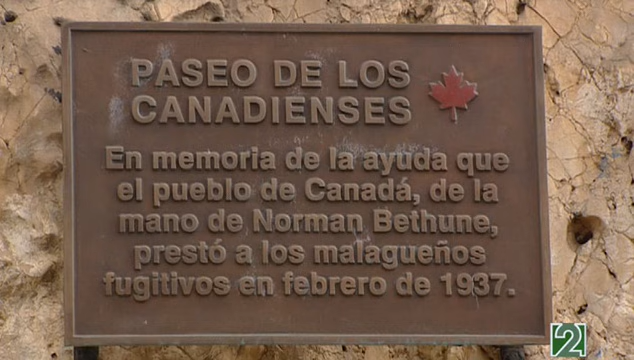 PASEO DE LOS
CANADIENSES
En memoria de la ayuda que
el pueblo de Canadá, de la
mano de Norman Bethune,
prestó a los malagueños
fugitivos en febrero de 1937.
2